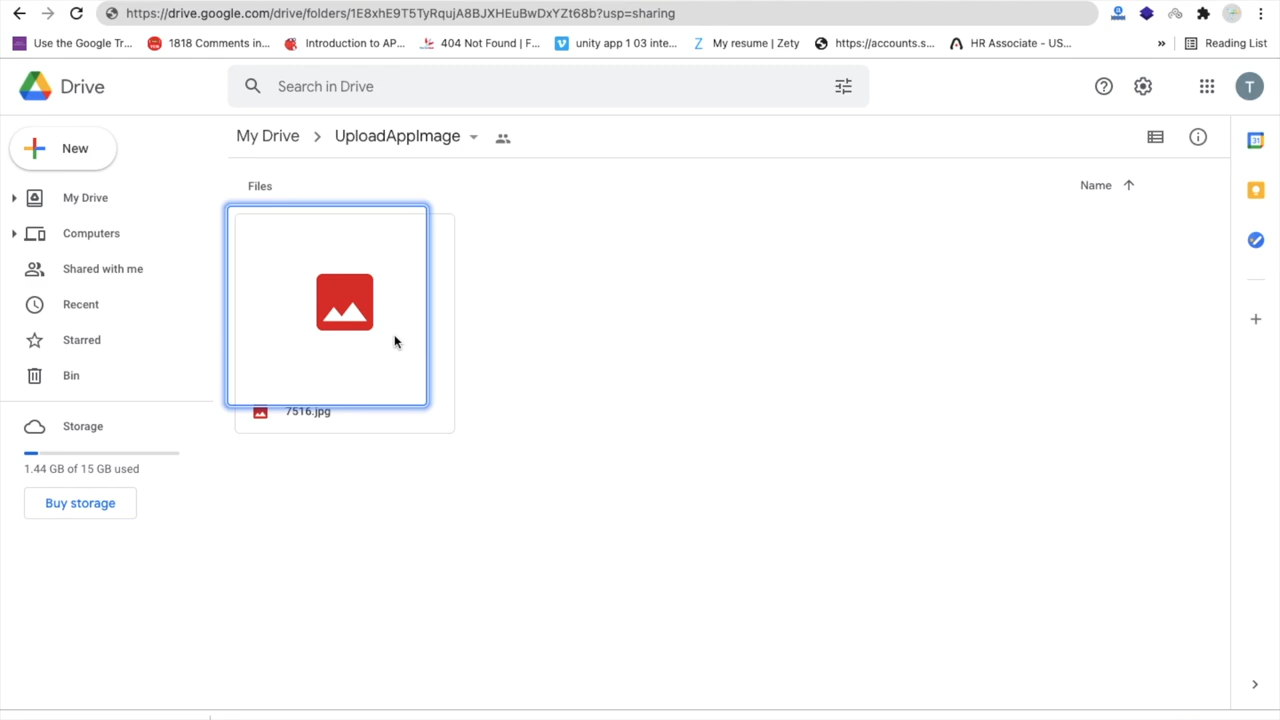 https://drive.google.com/drive/folders/1E8xhE9T5TyRqujA8BJXHEuBwDxYZt68b?usp=sharing
Use the Google Tr... 1818 Comments in... Introduction to AP... 404 Not Found | F... unity app 1 03 inte... My resume | Zety https://accounts.s... HR Associate - US... » Reading List
Drive
Search in Drive
T
New
My Drive > UploadAppImage
Files
Name
My Drive
Computers
Shared with me
Recent
Starred
Bin
Storage
1.44 GB of 15 GB used
Buy storage
7516.jpg
31